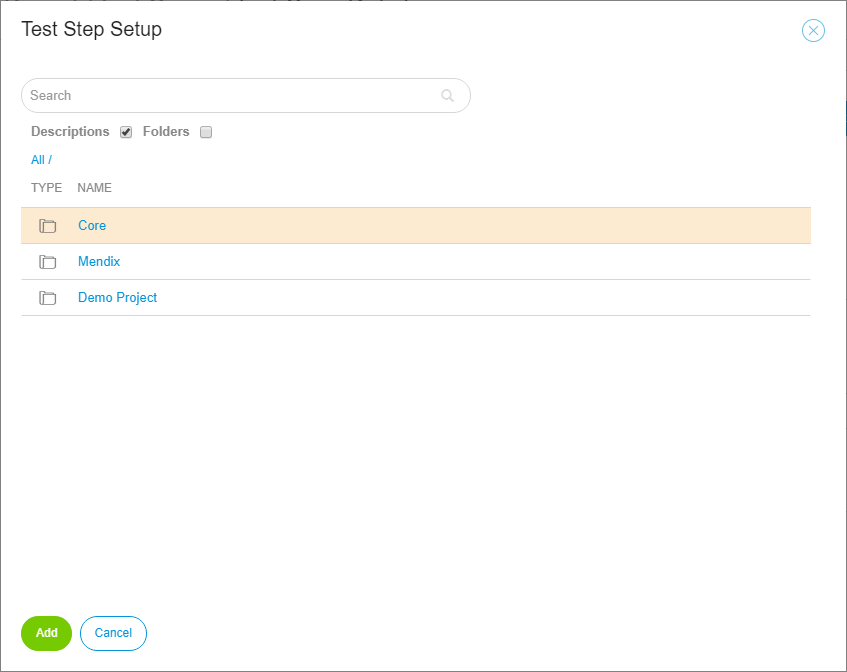 Test Step Setup
Search
Descriptions Folders
All /
TYPE NAME
Core
Mendix
Demo Project
Add Cancel